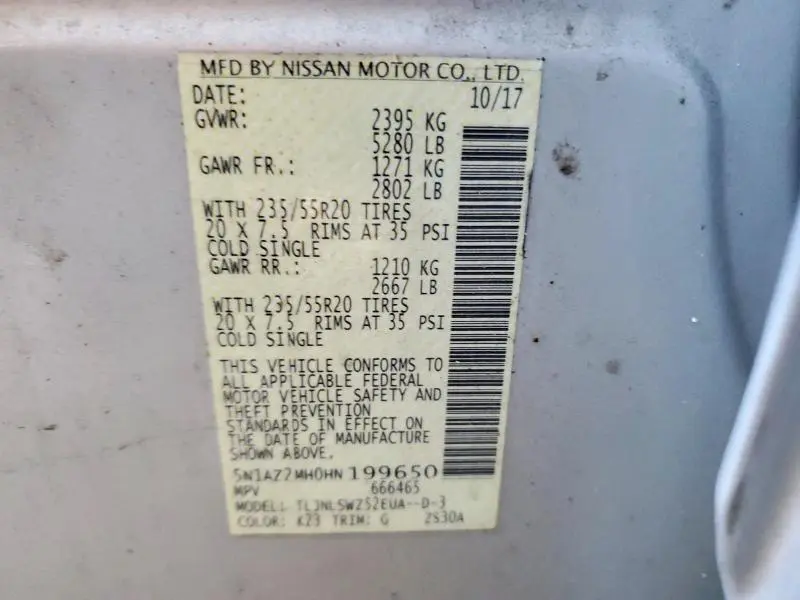 MFD BY NISSAN MOTOR CO., LTD.
DATE: 10/17
GVWR: 2395 KG
5280 LB
GAWR FR.: 1271 KG
2802 LB
WITH 235/55R20 TIRES
20 X 7.5 RIMS AT 35 PSI
COLD SINGLE
GAWR RR.: 1210 KG
2667 LB
WITH 235/55R20 TIRES
20 X 7.5 RIMS AT 35 PSI
COLD SINGLE
THIS VEHICLE CONFORMS TO
ALL APPLICABLE FEDERAL
MOTOR VEHICLE SAFETY AND
THEFT PREVENTION
STANDARDS IN EFFECT ON
THE DATE OF MANUFACTURE
SHOWN ABOVE.
5N1AZ2MH0HN199650
MPV 666465
MODEL: TLJNLSWZ52EUA--D-3
COLOR: K23 TRIM: G 2S30A